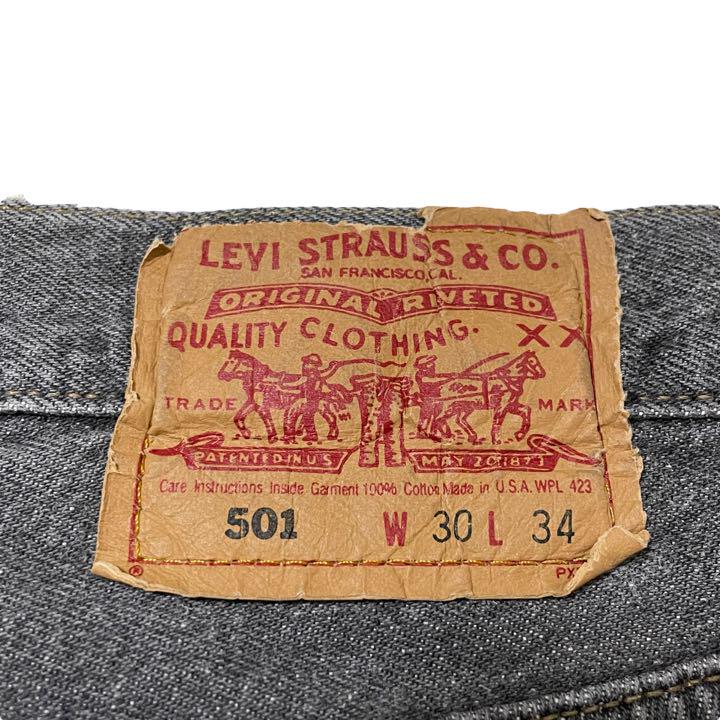 LEVI STRAUSS & CO.
SAN FRANCISCO, CAL.
ORIGINAL RIVETED
QUALITY CLOTHING. XX
TRADE MARK
PATENTED IN U.S. MAY 20 1873
Care Instructions Inside Garment 100% Cotton Made in U.S.A. WPL 423
501 W 30 L 34
®